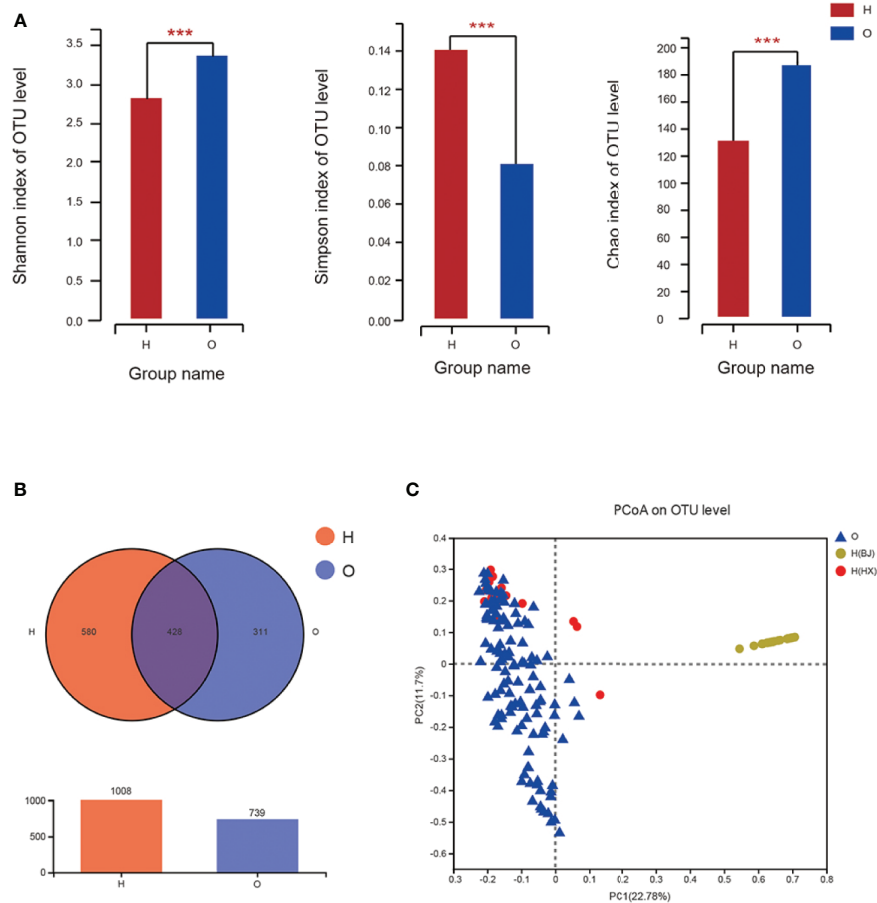 A
H
O
Shannon index of OTU level
3.5
3.0
2.5
2.0
1.5
1.0
0.5
0.0
***
H
O
Group name
Simpson index of OTU level
0.14
0.12
0.10
0.08
0.06
0.04
0.02
0.00
***
H
O
Group name
Chao index of OTU level
200
180
160
140
120
100
80
60
40
20
0
***
H
O
Group name
B
H
O
H
580
428
311
O
1000
500
0
1008
739
H
O
C
PCoA on OTU level
O
H(BJ)
H(HX)
PC2(11.7%)
0.4
0.3
0.2
0.1
0
-0.1
-0.2
-0.3
-0.4
-0.5
-0.6
0.3 -0.2 -0.1 0 0.1 0.2 0.3 0.4 0.5 0.6 0.7 0.8
PC1(22.78%)